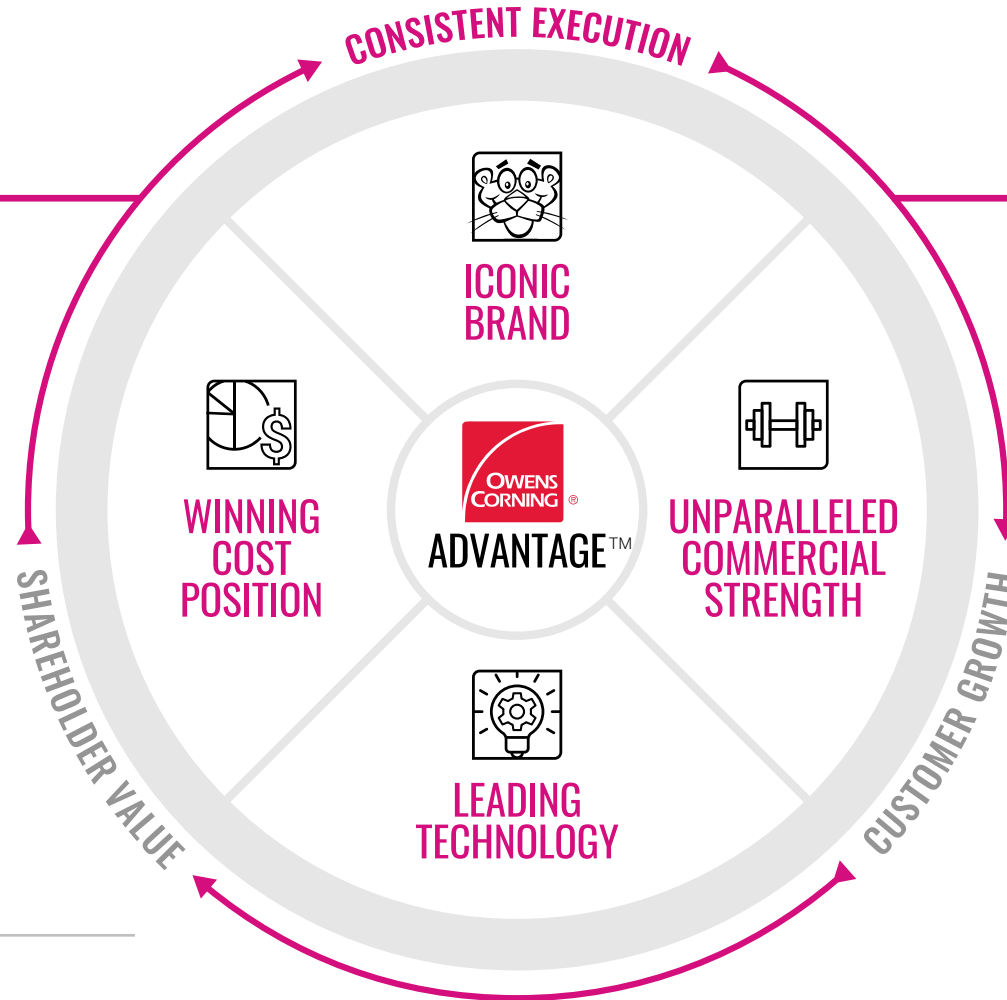 CONSISTENT EXECUTION
ICONIC
BRAND
WINNING
COST
POSITION
OWENS
CORNING ®
ADVANTAGE™
UNPARALLELED
COMMERCIAL
STRENGTH
LEADING
TECHNOLOGY
SHAREHOLDER VALUE
CUSTOMER GROWTH
$